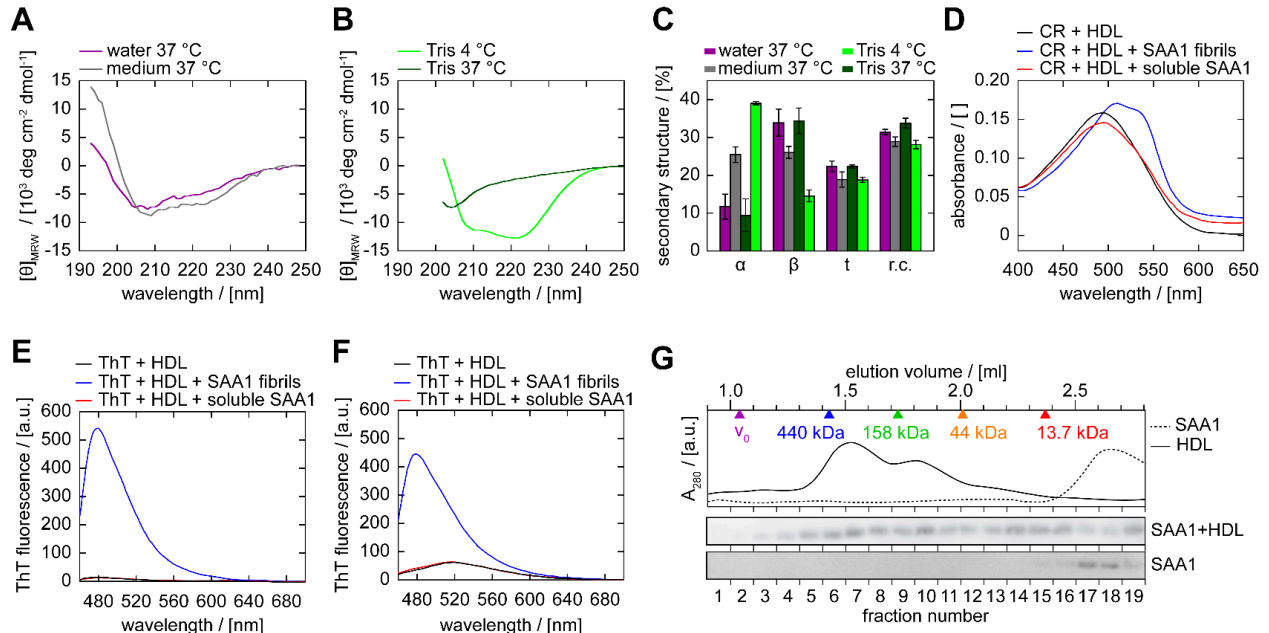 A
water 37 °C
medium 37 °C
[θ]MRW / [10³ deg cm⁻² dmol⁻¹]
15
10
5
0
-5
-10
-15
190 200 210 220 230 240 250
wavelength / [nm]
B
Tris 4 °C
Tris 37 °C
[θ]MRW / [10³ deg cm⁻² dmol⁻¹]
15
10
5
0
-5
-10
-15
190 200 210 220 230 240 250
wavelength / [nm]
C
water 37 °C Tris 4 °C
medium 37 °C Tris 37 °C
secondary structure / [%]
40
30
20
10
0
α β t r.c.
D
CR + HDL
CR + HDL + SAA1 fibrils
CR + HDL + soluble SAA1
absorbance / [ ]
0.20
0.15
0.10
0.05
0
400 450 500 550 600 650
wavelength / [nm]
E
ThT + HDL
ThT + HDL + SAA1 fibrils
ThT + HDL + soluble SAA1
ThT fluorescence / [a.u.]
600
500
400
300
200
100
0
480 520 560 600 640 680
wavelength / [nm]
F
ThT + HDL
ThT + HDL + SAA1 fibrils
ThT + HDL + soluble SAA1
ThT fluorescence / [a.u.]
600
500
400
300
200
100
0
480 520 560 600 640 680
wavelength / [nm]
G
elution volume / [ml]
1.0 1.5 2.0 2.5
v₀ 440 kDa 158 kDa 44 kDa 13.7 kDa
SAA1
HDL
A₂₈₀ / [a.u.]
SAA1+HDL
SAA1
1 2 3 4 5 6 7 8 9 10 11 12 13 14 15 16 17 18 19
fraction number